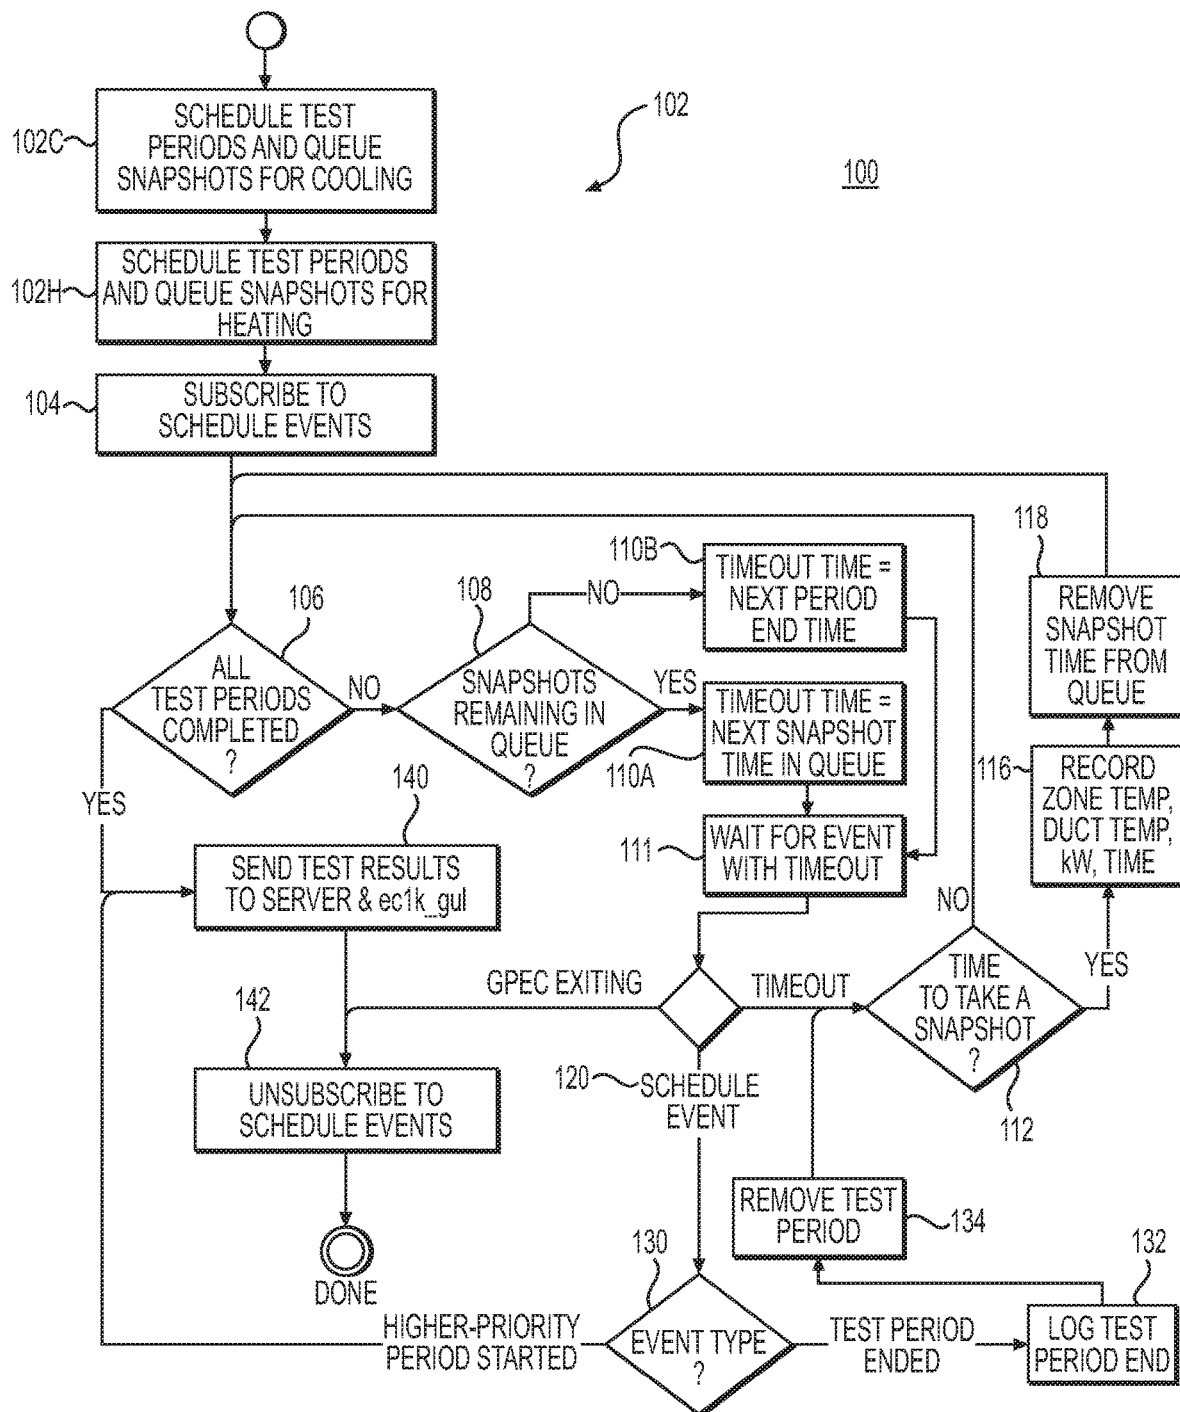 102
100
102C
SCHEDULE TEST
PERIODS AND QUEUE
SNAPSHOTS FOR COOLING
102H
SCHEDULE TEST PERIODS
AND QUEUE SNAPSHOTS FOR
HEATING
104
SUBSCRIBE TO
SCHEDULE EVENTS
106
ALL
TEST PERIODS
COMPLETED
?
NO
YES
108
SNAPSHOTS
REMAINING IN
QUEUE
?
NO
YES
110B
TIMEOUT TIME =
NEXT PERIOD
END TIME
110A
TIMEOUT TIME =
NEXT SNAPSHOT
TIME IN QUEUE
111
WAIT FOR EVENT
WITH TIMEOUT
118
REMOVE
SNAPSHOT
TIME FROM
QUEUE
116
RECORD
ZONE TEMP,
DUCT TEMP,
kW, TIME
140
SEND TEST RESULTS
TO SERVER & ec1k_gul
GPEC EXITING
TIMEOUT
NO
TIME
TO TAKE A
SNAPSHOT
?
YES
112
142
UNSUBSCRIBE TO
SCHEDULE EVENTS
120
SCHEDULE
EVENT
REMOVE TEST
PERIOD
134
DONE
130
EVENT TYPE
?
HIGHER-PRIORITY
PERIOD STARTED
TEST PERIOD
ENDED
132
LOG TEST
PERIOD END